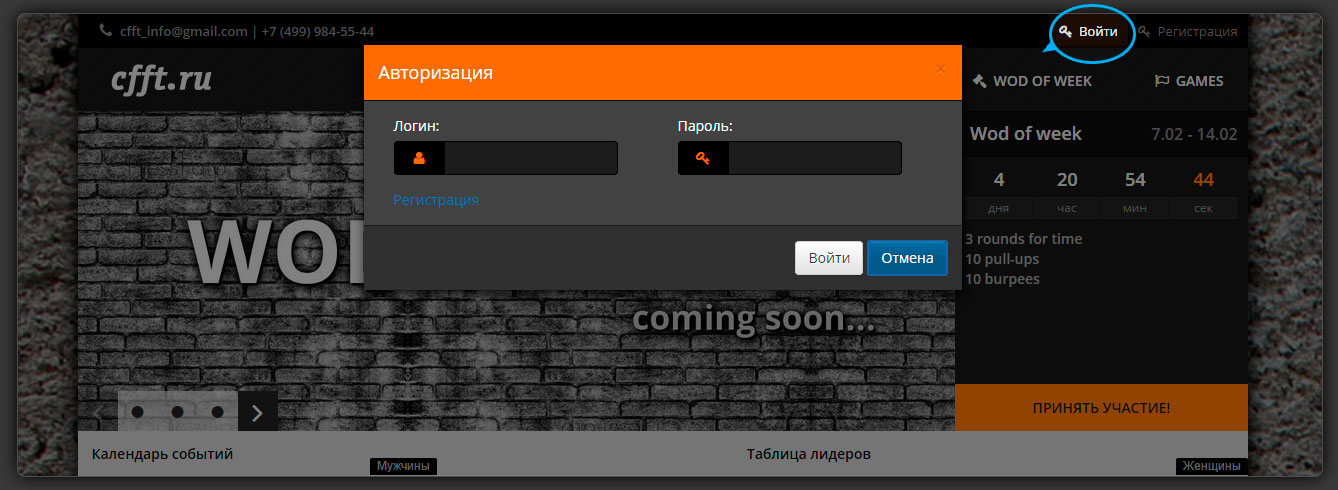 cfft_info@gmail.com | +7 (499) 984-55-44
Войти
Регистрация
cfft.ru
WOD OF WEEK
GAMES
Авторизация
×
Логин:
Пароль:
Регистрация
Войти
Отмена
Wod of week
7.02 - 14.02
4 20 54 44
дня час мин сек
3 rounds for time
10 pull-ups
10 burpees
WO
coming soon...
ПРИНЯТЬ УЧАСТИЕ!
Календарь событий
Таблица лидеров
Мужчины
Женщины